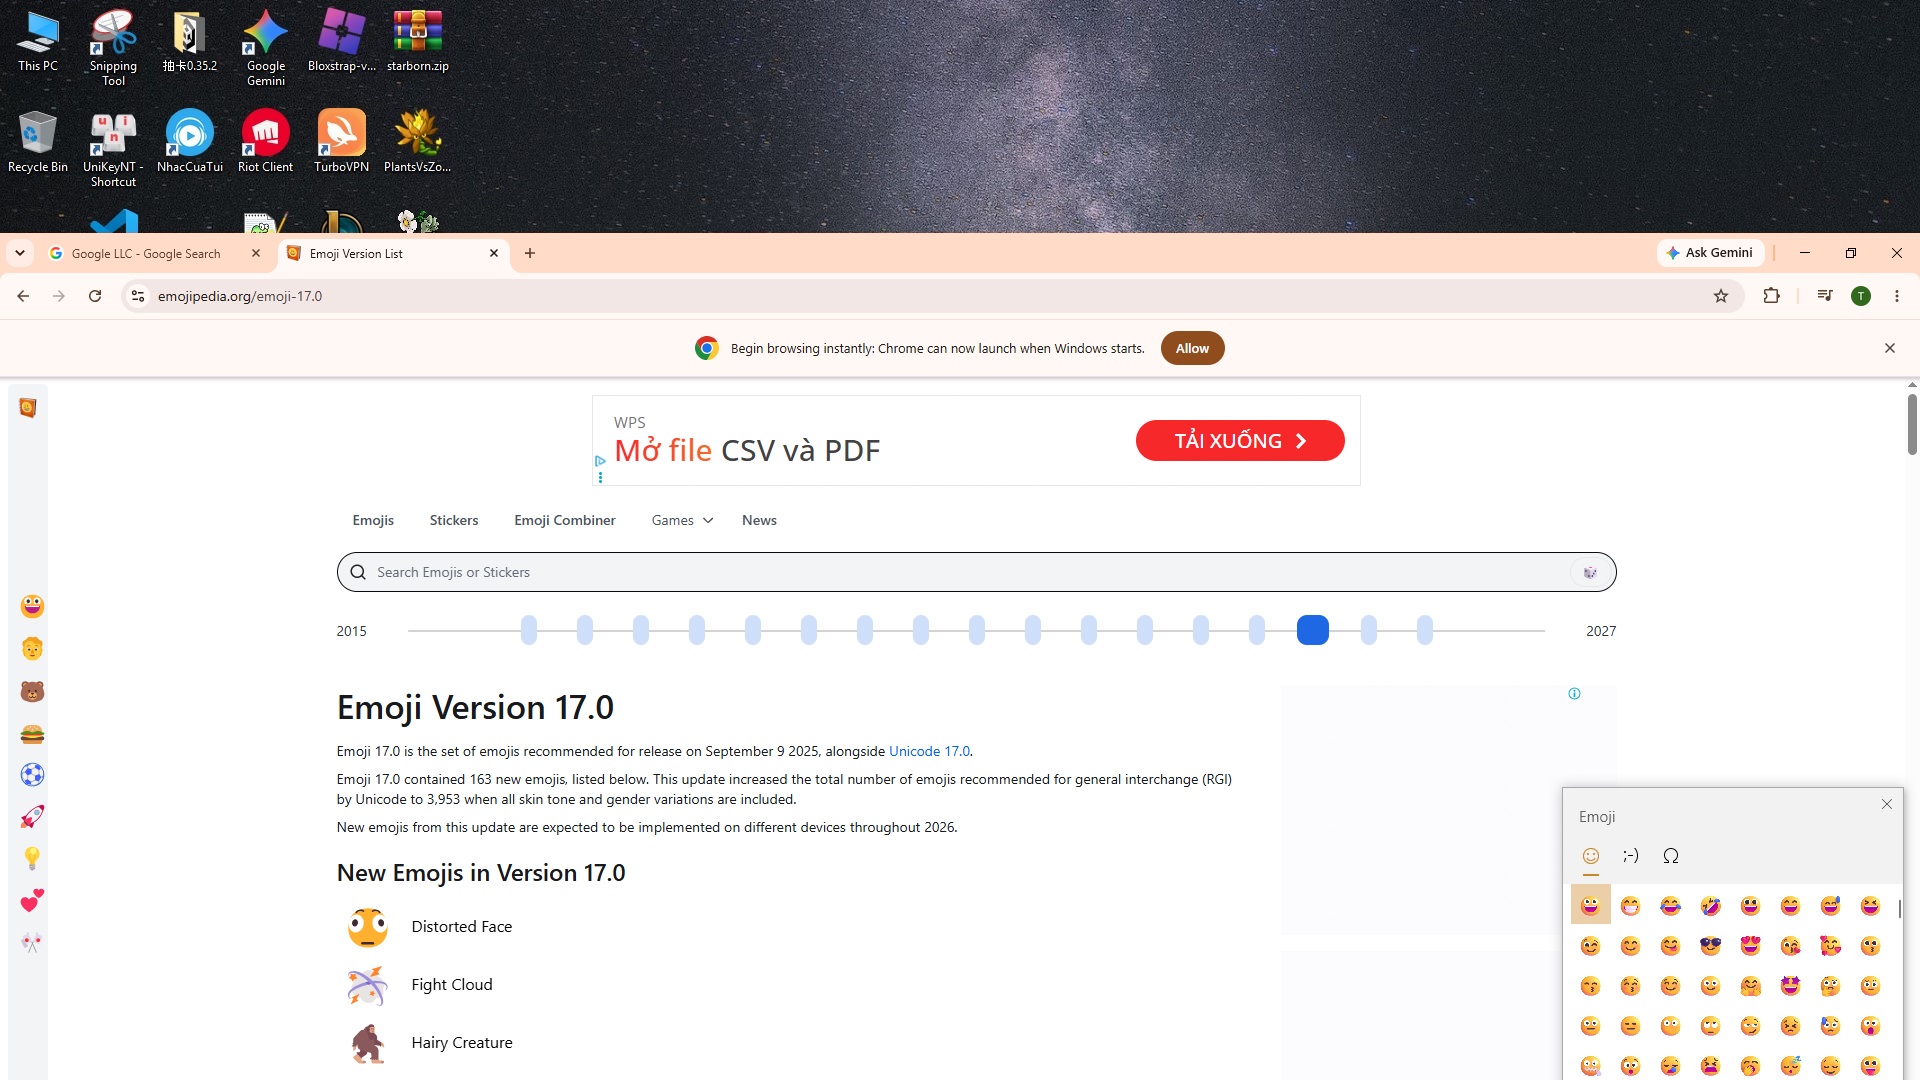 This PC
Snipping Tool
抽卡0.35.2
Google Gemini
Bloxstrap-v...
starborn.zip
Recycle Bin
UniKeyNT - Shortcut
NhacCuaTui
Riot Client
TurboVPN
PlantsVsZo...
Google LLC - Google Search
Emoji Version List
Ask Gemini
emojipedia.org/emoji-17.0
T
Begin browsing instantly: Chrome can now launch when Windows starts.
Allow
WPS
Mở file CSV và PDF
TẢI XUỐNG
Emojis
Stickers
Emoji Combiner
Games
News
Search Emojis or Stickers
2015
2027
Emoji Version 17.0
Emoji 17.0 is the set of emojis recommended for release on September 9 2025, alongside Unicode 17.0.
Emoji 17.0 contained 163 new emojis, listed below. This update increased the total number of emojis recommended for general interchange (RGI)
by Unicode to 3,953 when all skin tone and gender variations are included.
New emojis from this update are expected to be implemented on different devices throughout 2026.
New Emojis in Version 17.0
Distorted Face
Fight Cloud
Hairy Creature
Emoji
;-)
Ω